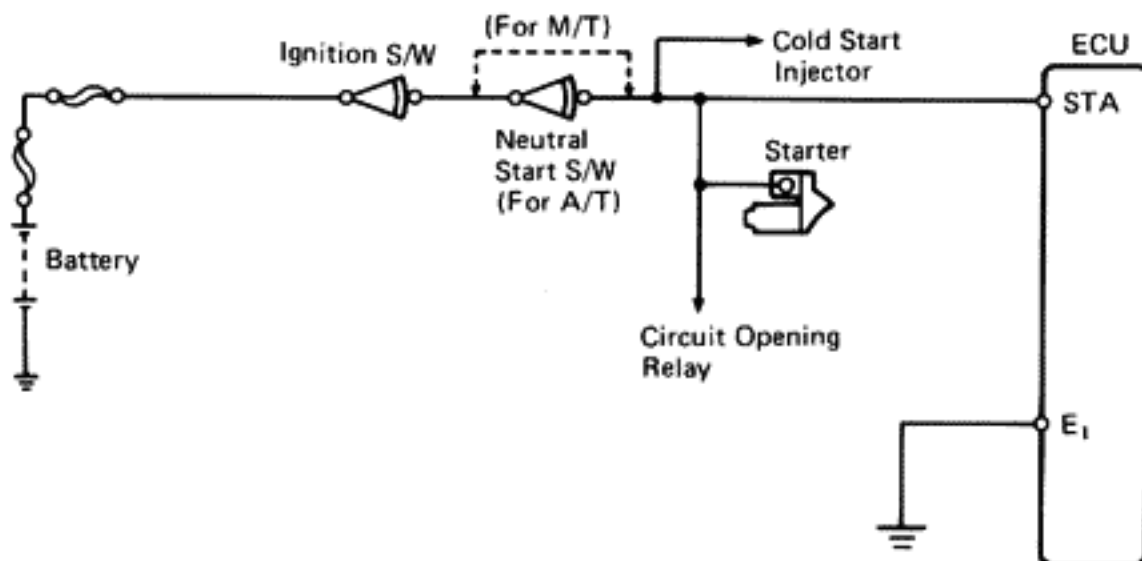 (For M/T)
Ignition S/W
Cold Start
Injector
ECU
STA
Neutral
Start S/W
(For A/T)
Starter
Battery
Circuit Opening
Relay
E₁